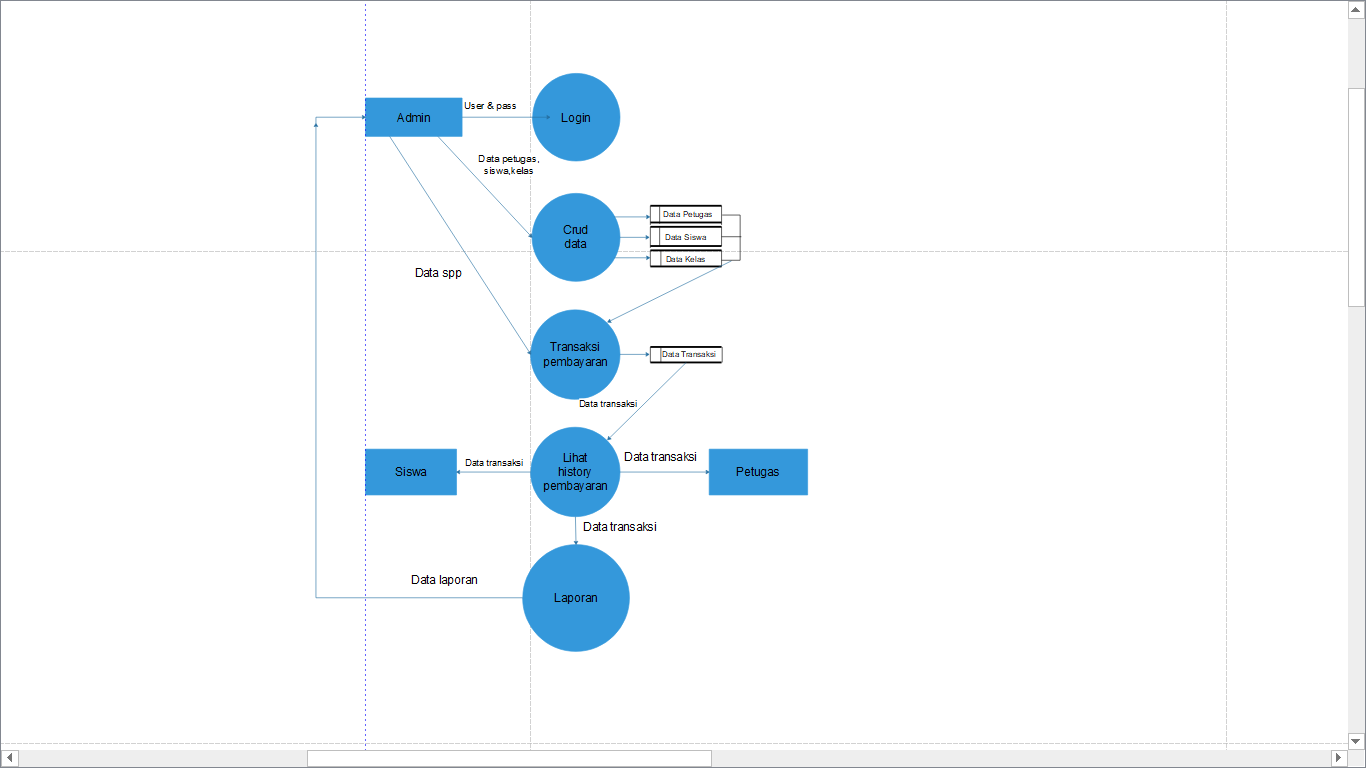 Admin
User & pass
Login
Data petugas,
siswa,kelas
Crud
data
Data Petugas
Data Siswa
Data Kelas
Data spp
Transaksi
pembayaran
Data Transaksi
Data transaksi
Siswa
Data transaksi
Lihat
history
pembayaran
Data transaksi
Petugas
Data transaksi
Data laporan
Laporan